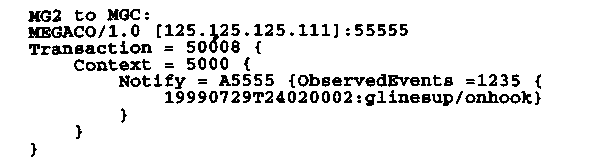 MG2 to MGC:
MEGACO/1.0 [125.125.125.111]:55555
Transaction = 50008 {
Context = 5000 {
Notify = A5555 {ObservedEvents =1235 {
19990729T24020002:glinesup/onhook}
}
}
}